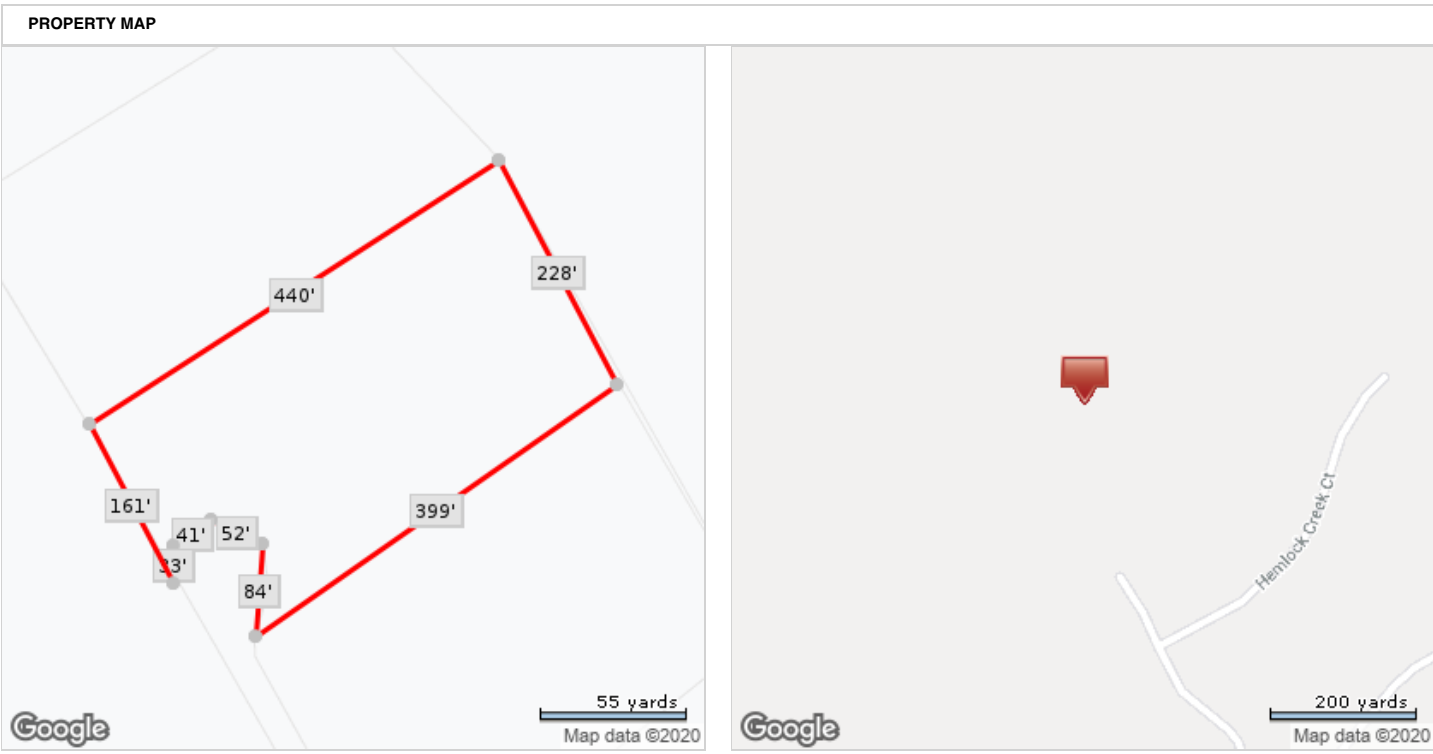 PROPERTY MAP
440'
228'
161'
399'
41'
52'
33'
84'
55 yards
Google
Map data ©2020
Hemlock Creek Ct
200 yards
Google
Map data ©2020